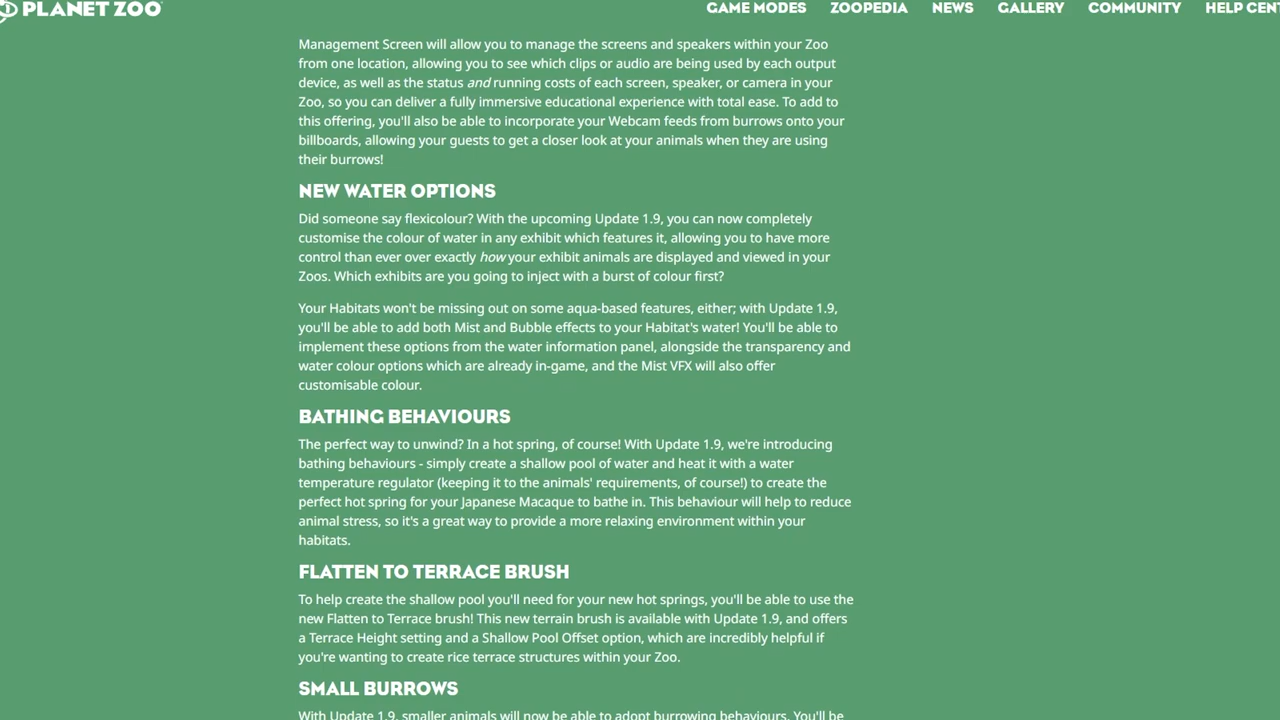 PLANET ZOO
GAME MODES ZOOPEDIA NEWS GALLERY COMMUNITY HELP CENT
Management Screen will allow you to manage the screens and speakers within your Zoo
from one location, allowing you to see which clips or audio are being used by each output
device, as well as the status and running costs of each screen, speaker, or camera in your
Zoo, so you can deliver a fully immersive educational experience with total ease. To add to
this offering, you'll also be able to incorporate your Webcam feeds from burrows onto your
billboards, allowing your guests to get a closer look at your animals when they are using
their burrows!
NEW WATER OPTIONS
Did someone say flexicolour? With the upcoming Update 1.9, you can now completely
customise the colour of water in any exhibit which features it, allowing you to have more
control than ever over exactly how your exhibit animals are displayed and viewed in your
Zoos. Which exhibits are you going to inject with a burst of colour first?
Your Habitats won't be missing out on some aqua-based features, either; with Update 1.9,
you'll be able to add both Mist and Bubble effects to your Habitat's water! You'll be able to
implement these options from the water information panel, alongside the transparency and
water colour options which are already in-game, and the Mist VFX will also offer
customisable colour.
BATHING BEHAVIOURS
The perfect way to unwind? In a hot spring, of course! With Update 1.9, we're introducing
bathing behaviours - simply create a shallow pool of water and heat it with a water
temperature regulator (keeping it to the animals' requirements, of course!) to create the
perfect hot spring for your Japanese Macaque to bathe in. This behaviour will help to reduce
animal stress, so it's a great way to provide a more relaxing environment within your
habitats.
FLATTEN TO TERRACE BRUSH
To help create the shallow pool you'll need for your new hot springs, you'll be able to use the
new Flatten to Terrace brush! This new terrain brush is available with Update 1.9, and offers
a Terrace Height setting and a Shallow Pool Offset option, which are incredibly helpful if
you're wanting to create rice terrace structures within your Zoo.
SMALL BURROWS
With Update 1.9, smaller animals will now be able to adopt burrowing behaviours. You'll be